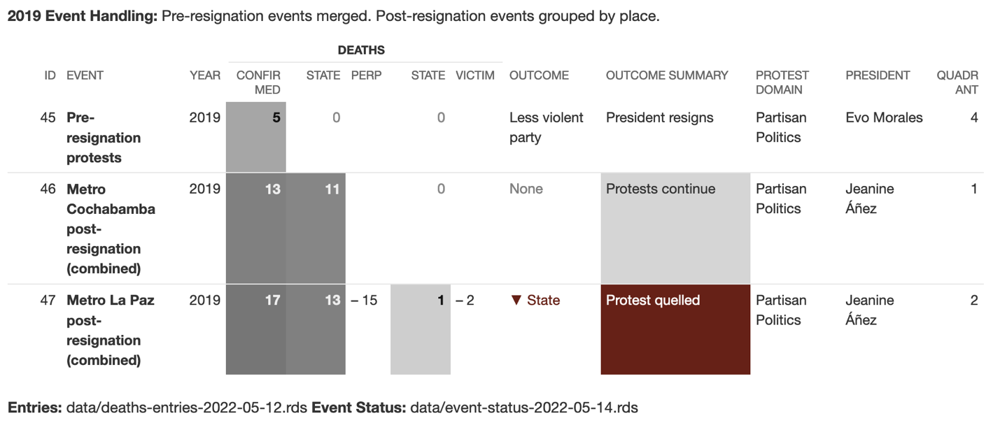 2019 Event Handling: Pre-resignation events merged. Post-resignation events grouped by place.
DEATHS
ID EVENT YEAR CONFIR STATE PERP STATE VICTIM OUTCOME OUTCOME SUMMARY PROTEST PRESIDENT QUADR
MED DOMAIN ANT
45 Pre- 2019 5 0 0 Less violent President resigns Partisan Evo Morales 4
resignation party Politics
protests
46 Metro 2019 13 11 0 None Protests continue Partisan Jeanine 1
Cochabamba Politics Áñez
post-
resignation
(combined)
47 Metro La Paz 2019 17 13 – 15 1 – 2 ▼ State Protest quelled Partisan Jeanine 2
post- Politics Áñez
resignation
(combined)
Entries: data/deaths-entries-2022-05-12.rds Event Status: data/event-status-2022-05-14.rds